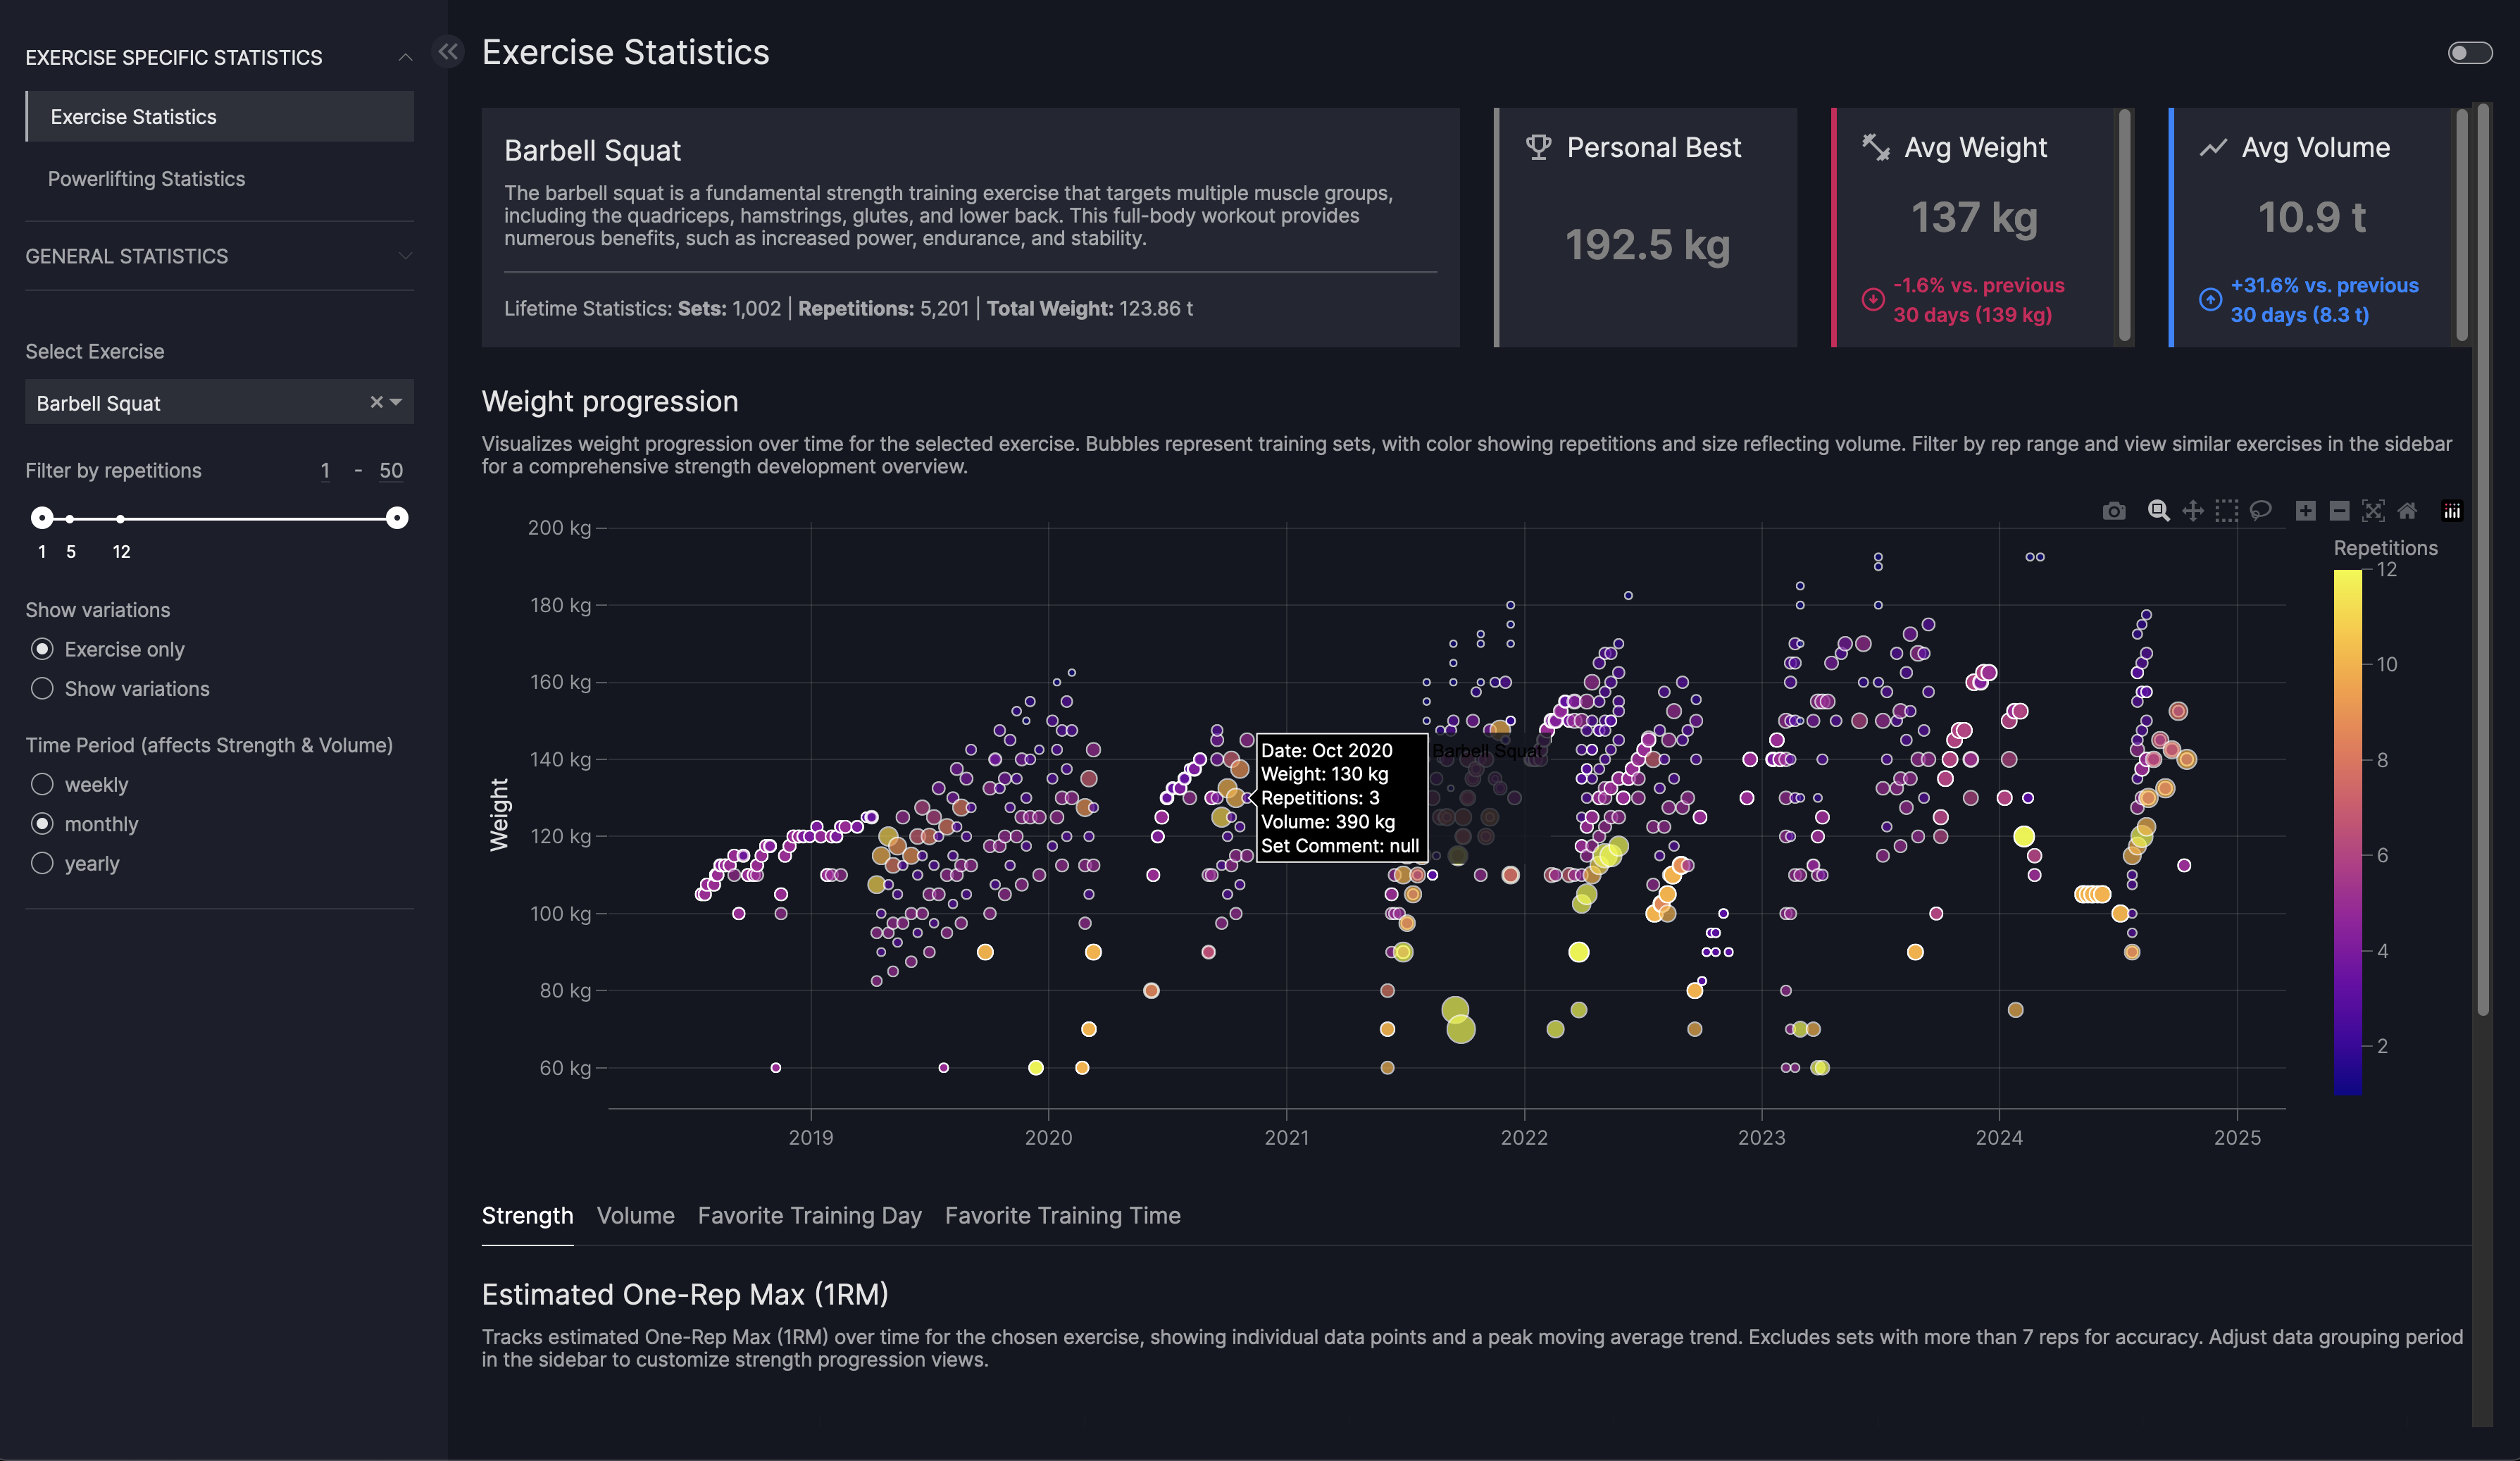 EXERCISE SPECIFIC STATISTICS
Exercise Statistics
Powerlifting Statistics
GENERAL STATISTICS
Select Exercise
Barbell Squat
Filter by repetitions 1 - 50
1 5 12
Show variations
Exercise only
Show variations
Time Period (affects Strength & Volume)
weekly
monthly
yearly
Exercise Statistics
Barbell Squat
The barbell squat is a fundamental strength training exercise that targets multiple muscle groups,
including the quadriceps, hamstrings, glutes, and lower back. This full-body workout provides
numerous benefits, such as increased power, endurance, and stability.
Lifetime Statistics: Sets: 1,002 | Repetitions: 5,201 | Total Weight: 123.86 t
Personal Best
192.5 kg
Avg Weight
137 kg
-1.6% vs. previous
30 days (139 kg)
Avg Volume
10.9 t
+31.6% vs. previous
30 days (8.3 t)
Weight progression
Visualizes weight progression over time for the selected exercise. Bubbles represent training sets, with color showing repetitions and size reflecting volume. Filter by rep range and view similar exercises in the sidebar
for a comprehensive strength development overview.
200 kg
180 kg
160 kg
140 kg
120 kg
100 kg
80 kg
60 kg
Weight
Date: Oct 2020
Weight: 130 kg
Repetitions: 3
Volume: 390 kg
Set Comment: null
Barbell Squat
2019 2020 2021 2022 2023 2024 2025
Repetitions
12
10
8
6
4
2
Strength Volume Favorite Training Day Favorite Training Time
Estimated One-Rep Max (1RM)
Tracks estimated One-Rep Max (1RM) over time for the chosen exercise, showing individual data points and a peak moving average trend. Excludes sets with more than 7 reps for accuracy. Adjust data grouping period
in the sidebar to customize strength progression views.